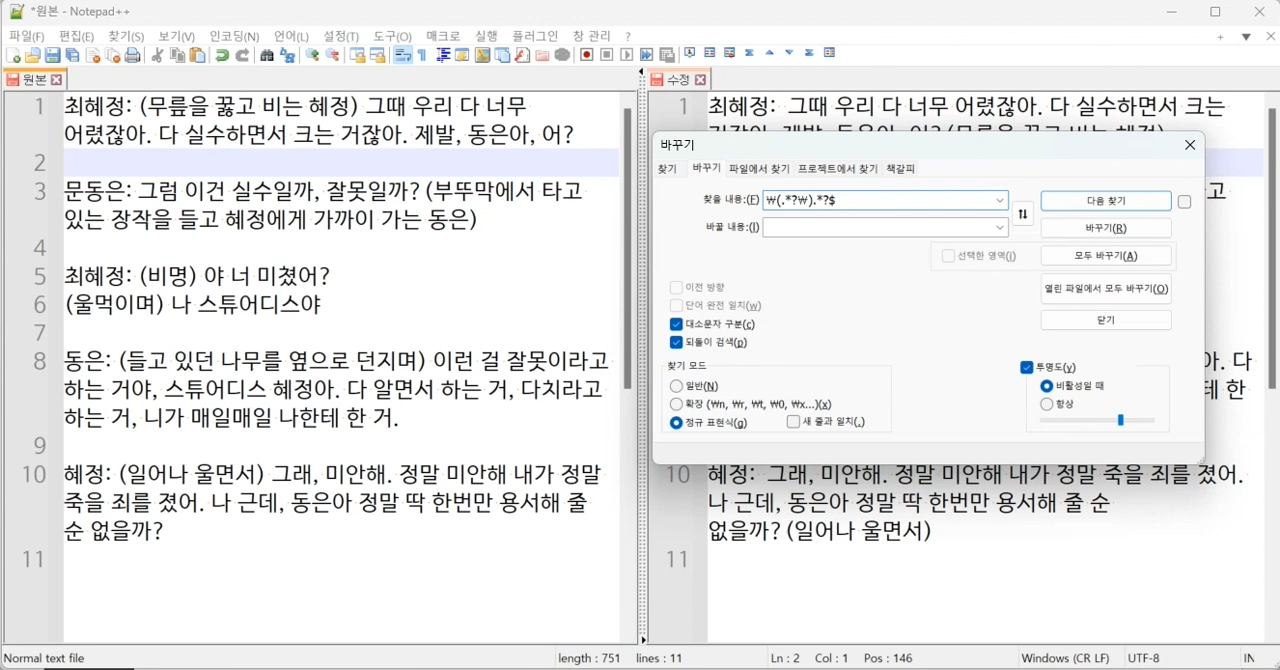 *원본 - Notepad++
파일(F) 편집(E) 찾기(S) 보기(V) 인코딩(N) 언어(L) 설정(T) 도구(O) 매크로 실행 플러그인 창 관리 ?
원본
1 최혜정: (무릎을 꿇고 비는 혜정) 그때 우리 다 너무
어렸잖아. 다 실수하면서 크는 거잖아. 제발, 동은아, 어?
2
3 문동은: 그럼 이건 실수일까, 잘못일까? (부뚜막에서 타고
있는 장작을 들고 혜정에게 가까이 가는 동은)
4
5 최혜정: (비명) 야 너 미쳤어?
6 (울먹이며) 나 스튜어디스야
7
8 동은: (들고 있던 나무를 옆으로 던지며) 이런 걸 잘못이라고
하는 거야, 스튜어디스 혜정아. 다 알면서 하는 거, 다치라고
하는 거, 니가 매일매일 나한테 한 거.
9
10 혜정: (일어나 울면서) 그래, 미안해. 정말 미안해 내가 정말
죽을 죄를 졌어. 나 근데, 동은아 정말 딱 한번만 용서해 줄
순 없을까?
11
수정
1 최혜정: 그때 우리 다 너무 어렸잖아. 다 실수하면서 크는
고
아. 다
테 한
10 혜정: 그래, 미안해. 정말 미안해 내가 정말 죽을 죄를 졌어.
나 근데, 동은아 정말 딱 한번만 용서해 줄 순
없을까? (일어나 울면서)
11
바꾸기
찾기 바꾸기 파일에서 찾기 프로젝트에서 찾기 책갈피
찾을 내용:(F) ₩(.*?₩).*?$
다음 찾기
바꿀 내용:(I)
바꾸기(R)
선택한 영역(I)
모두 바꾸기(A)
열린 파일에서 모두 바꾸기(O)
닫기
이전 방향
단어 완전 일치(w)
대소문자 구분(c)
되돌이 검색(p)
찾기 모드
일반(N)
확장 (₩n, ₩r, ₩t, ₩0, ₩x...)(x)
정규 표현식(g) 새 줄과 일치(.)
투명도(y)
비활성일 때
항상
Normal text file length : 751 lines : 11 Ln : 2 Col : 1 Pos : 146 Windows (CR LF) UTF-8 IN